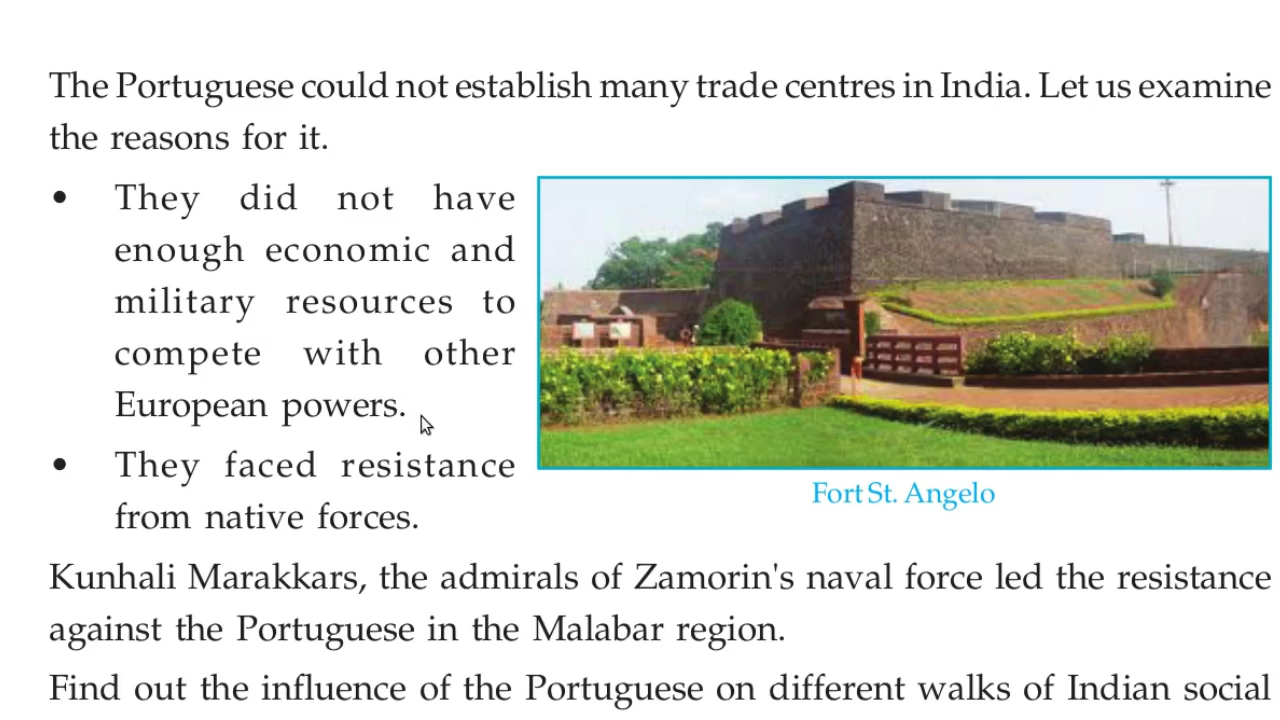 The Portuguese could not establish many trade centres in India. Let us examine
the reasons for it.
• They did not have
enough economic and
military resources to
compete with other
European powers.
• They faced resistance
from native forces.
Fort St. Angelo
Kunhali Marakkars, the admirals of Zamorin's naval force led the resistance
against the Portuguese in the Malabar region.
Find out the influence of the Portuguese on different walks of Indian social